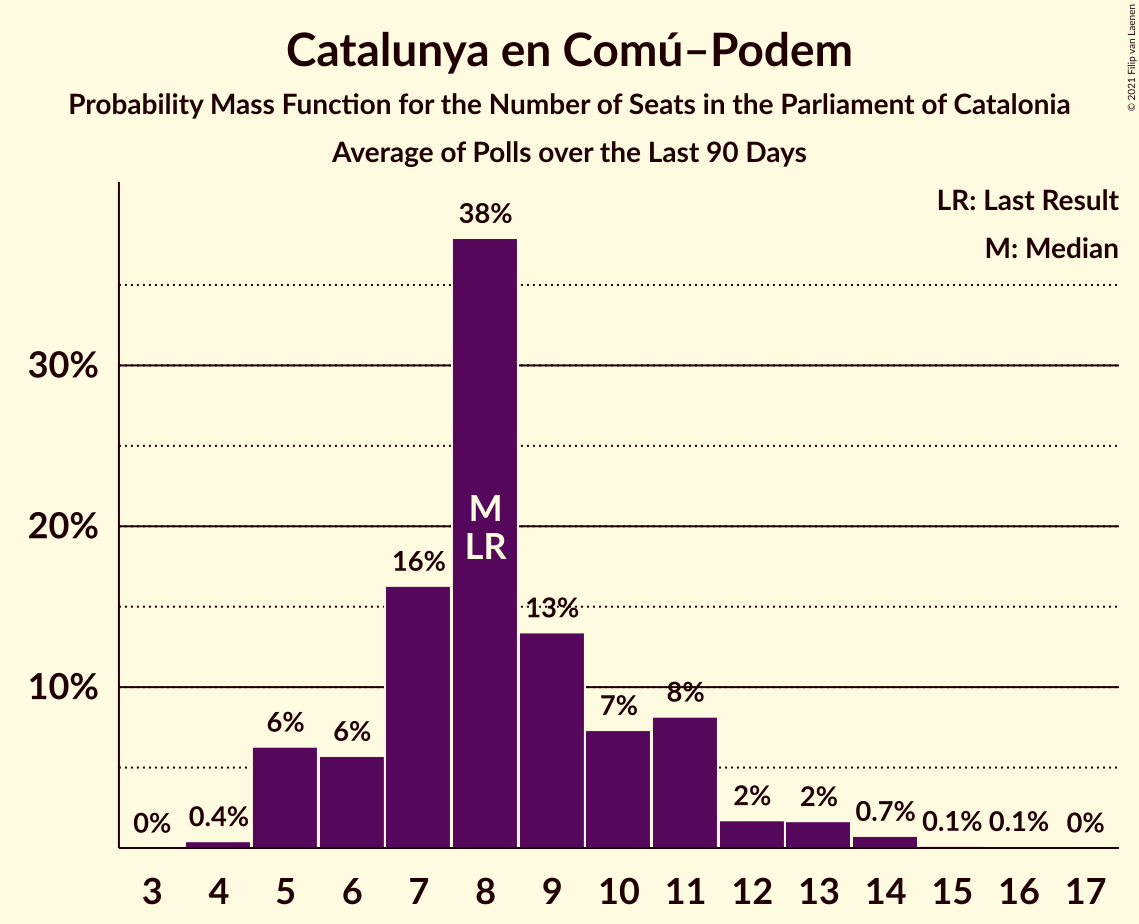 Catalunya en Comú–Podem
Probability Mass Function for the Number of Seats in the Parliament of Catalonia
Average of Polls over the Last 90 Days
© 2021 Filip van Laenen
LR: Last Result
M: Median
38%
30%
20%
10%
M
LR
16%
13%
8%
7%
6%
6%
2%
2%
0.7%
0.4%
0%
0.1%
0.1%
0%
3 4 5 6 7 8 9 10 11 12 13 14 15 16 17